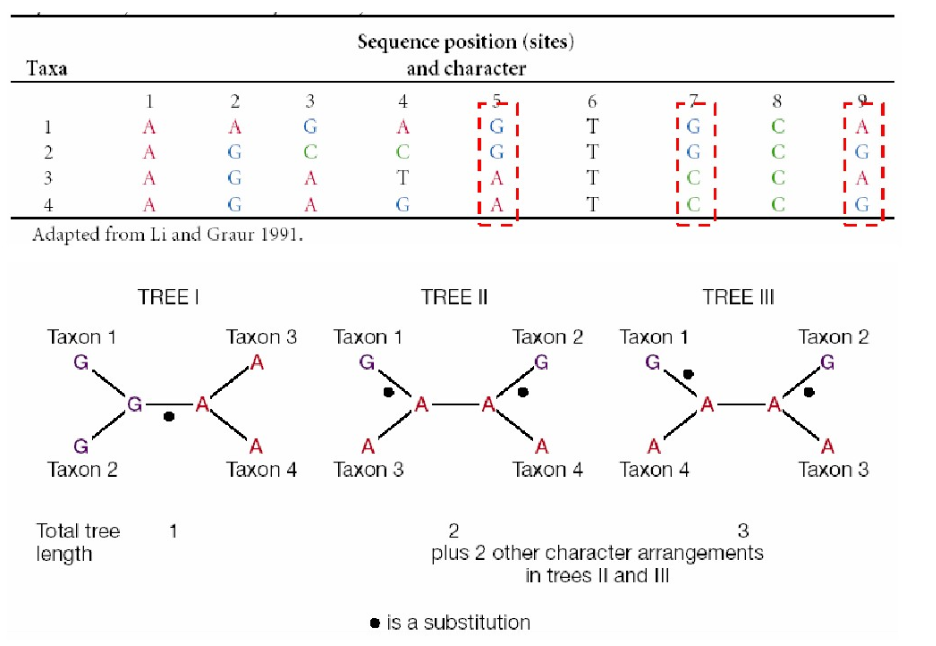 Sequence position (sites)
Taxa and character
1 2 3 4 5 6 7 8 9
1 A A G A G T G C A
2 A G C C G T G C G
3 A G A T A T C C A
4 A G A G A T C C G
Adapted from Li and Graur 1991.
TREE I TREE II TREE III
Taxon 1 Taxon 3 Taxon 1 Taxon 2 Taxon 1 Taxon 2
G A G G G G
G A A A A A
G A A A A A
Taxon 2 Taxon 4 Taxon 3 Taxon 4 Taxon 4 Taxon 3
Total tree 1 2 3
length plus 2 other character arrangements
in trees II and III
● is a substitution